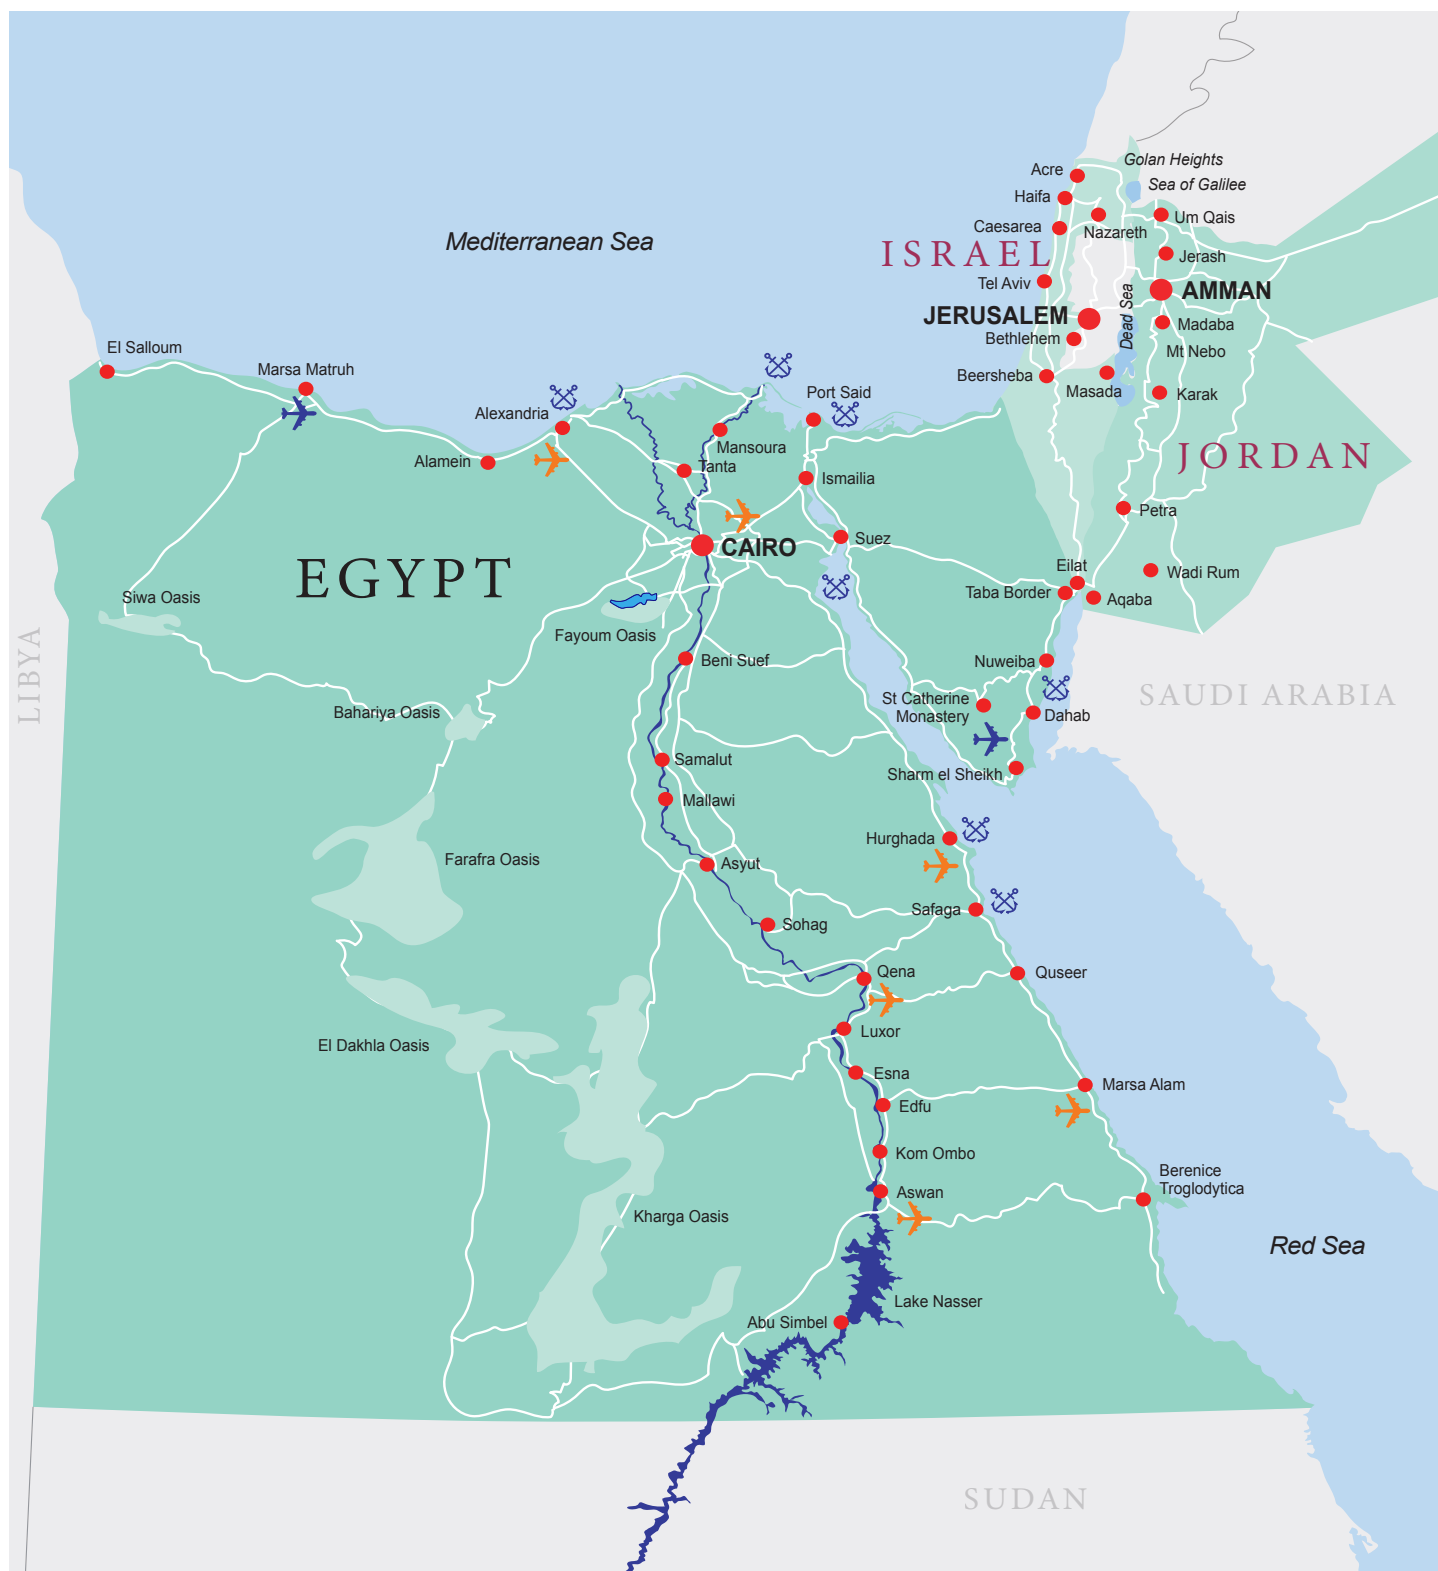 Golan Heights
Acre
Sea of Galilee
Haifa
Um Qais
Caesarea
Nazareth
Mediterranean Sea
ISRAEL
Jerash
Tel Aviv
AMMAN
Dead Sea
JERUSALEM
Madaba
Bethlehem
Mt Nebo
El Salloum
Marsa Matruh
Beersheba
Masada
Karak
Port Said
Alexandria
Mansoura
JORDAN
Alamein
Tanta
Ismailia
Petra
Suez
CAIRO
EGYPT
Eilat
Wadi Rum
Taba Border
Aqaba
Siwa Oasis
Fayoum Oasis
LIBYA
Beni Suef
Nuweiba
SAUDI ARABIA
St Catherine
Monastery
Bahariya Oasis
Dahab
Samalut
Sharm el Sheikh
Mallawi
Hurghada
Farafra Oasis
Asyut
Safaga
Sohag
Qena
Quseer
Luxor
El Dakhla Oasis
Esna
Marsa Alam
Edfu
Kom Ombo
Berenice
Troglodytica
Aswan
Kharga Oasis
Red Sea
Lake Nasser
Abu Simbel
SUDAN